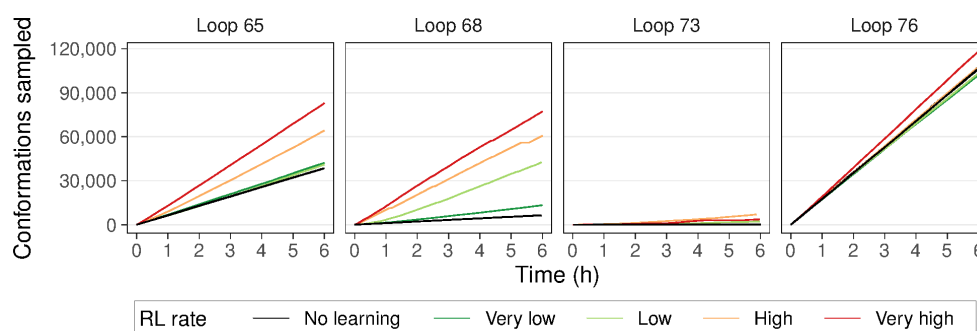 Loop 65 Loop 68 Loop 73 Loop 76
Conformations sampled
120,000
90,000
60,000
30,000
0
0 1 2 3 4 5 6 0 1 2 3 4 5 6 0 1 2 3 4 5 6 0 1 2 3 4 5 6
Time (h)
RL rate No learning Very low Low High Very high